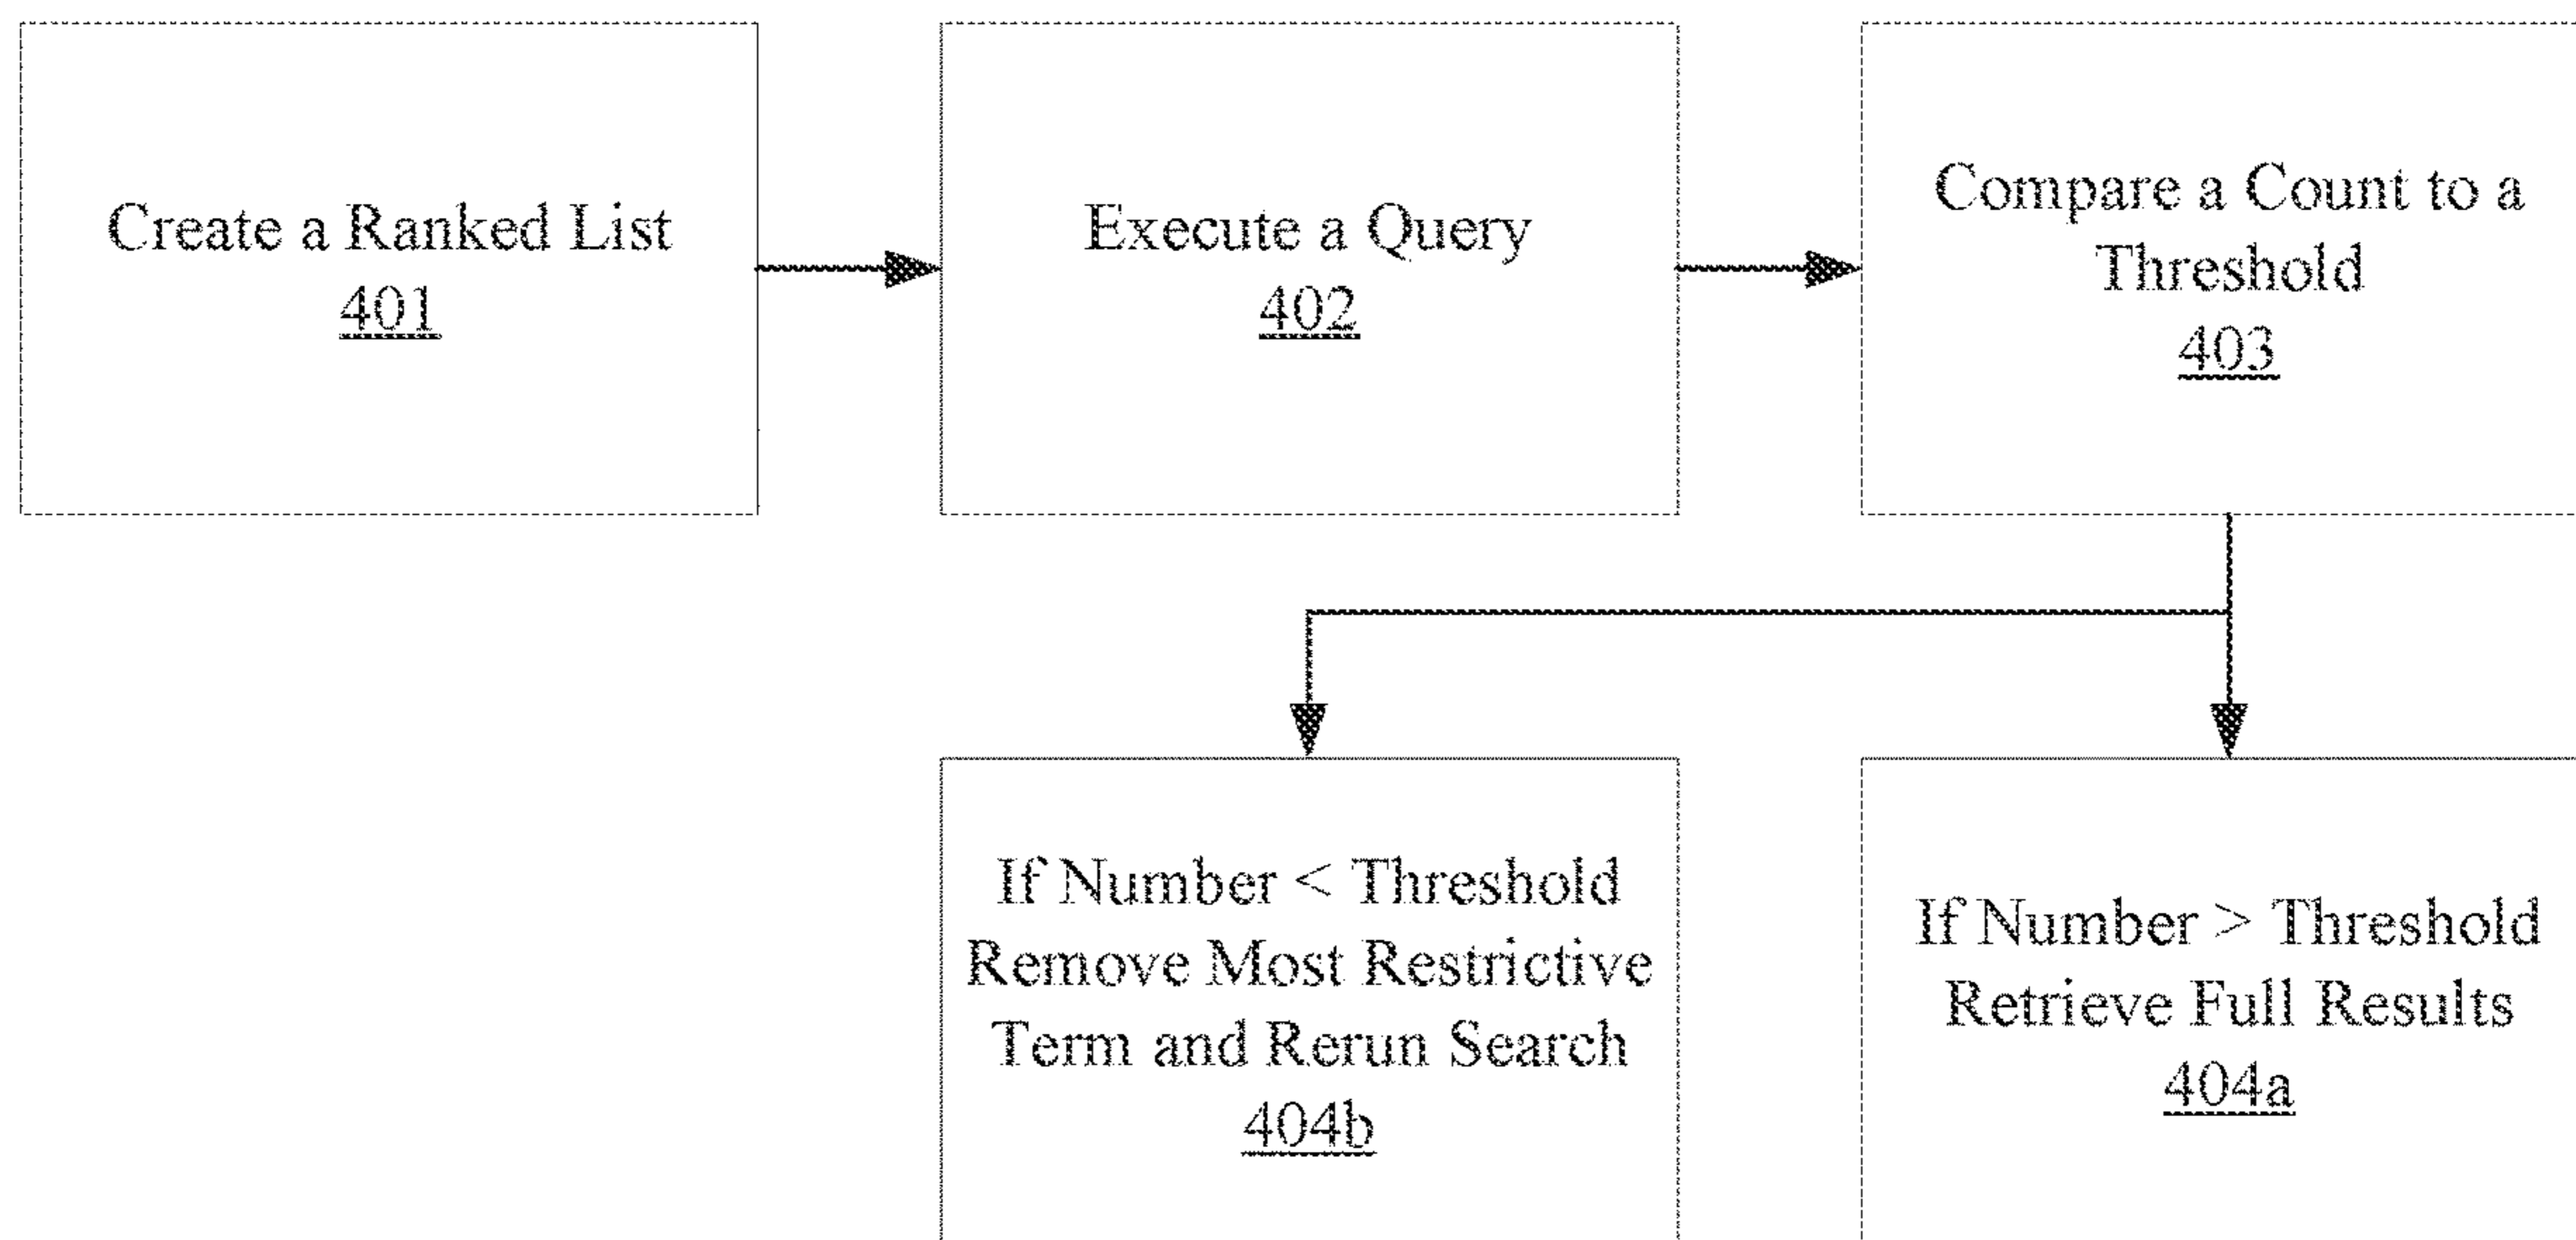 Create a Ranked List
401
Execute a Query
402
Compare a Count to a
Threshold
403
If Number < Threshold
Remove Most Restrictive
Term and Rerun Search
404b
If Number > Threshold
Retrieve Full Results
404a